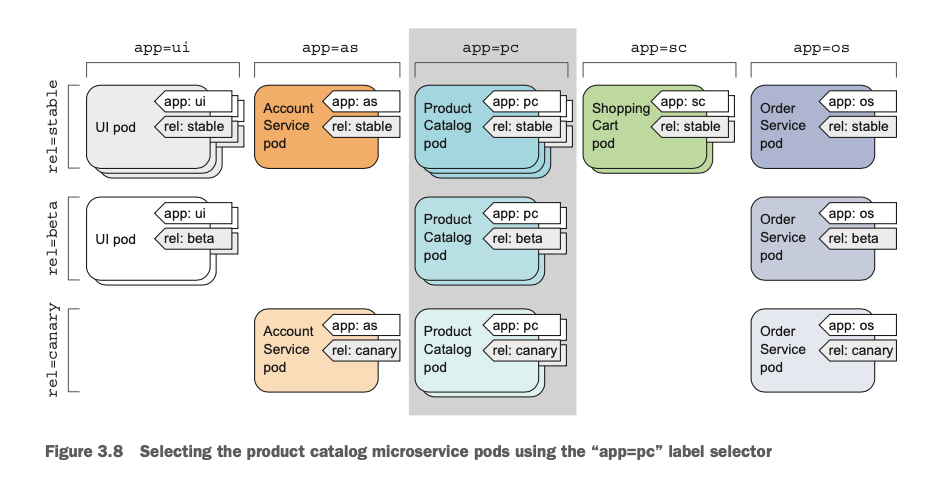 app=ui
app=as
app=pc
app=sc
app=os
rel=stable
UI pod
app: ui
rel: stable
Account
Service
pod
app: as
rel: stable
Product
Catalog
pod
app: pc
rel: stable
Shopping
Cart
pod
app: sc
rel: stable
Order
Service
pod
app: os
rel: stable
rel=beta
UI pod
app: ui
rel: beta
Product
Catalog
pod
app: pc
rel: beta
Order
Service
pod
app: os
rel: beta
rel=canary
Account
Service
pod
app: as
rel: canary
Product
Catalog
pod
app: pc
rel: canary
Order
Service
pod
app: os
rel: canary
Figure 3.8 Selecting the product catalog microservice pods using the “app=pc” label selector